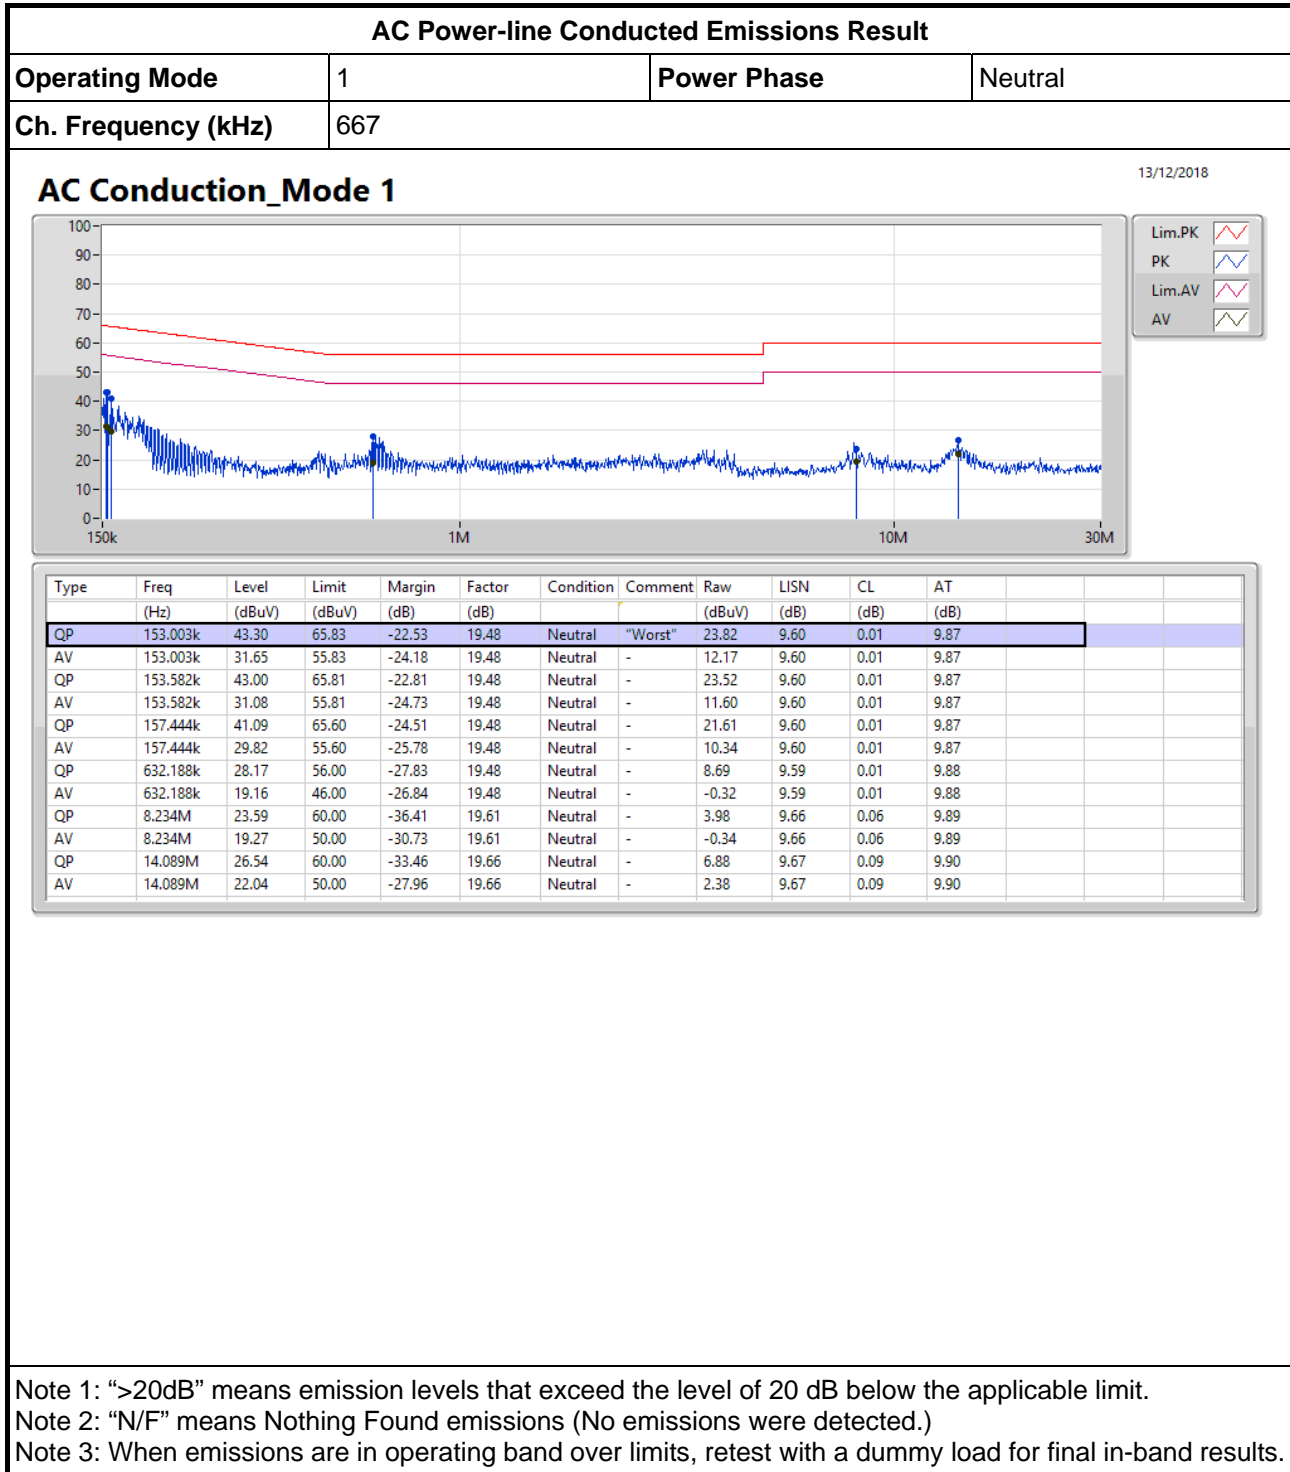 AC Power-line Conducted Emissions Result
Operating Mode 1 Power Phase Neutral
Ch. Frequency (kHz) 667
13/12/2018
AC Conduction_Mode 1
100
90
80
70
60
50
40
30
20
10
0
150k 1M 10M 30M
Lim.PK
PK
Lim.AV
AV
Type Freq Level Limit Margin Factor Condition Comment Raw LISN CL AT
(Hz) (dBuV) (dBuV) (dB) (dB) (dBuV) (dB) (dB) (dB)
QP 153.003k 43.30 65.83 -22.53 19.48 Neutral "Worst" 23.82 9.60 0.01 9.87
AV 153.003k 31.65 55.83 -24.18 19.48 Neutral - 12.17 9.60 0.01 9.87
QP 153.582k 43.00 65.81 -22.81 19.48 Neutral - 23.52 9.60 0.01 9.87
AV 153.582k 31.08 55.81 -24.73 19.48 Neutral - 11.60 9.60 0.01 9.87
QP 157.444k 41.09 65.60 -24.51 19.48 Neutral - 21.61 9.60 0.01 9.87
AV 157.444k 29.82 55.60 -25.78 19.48 Neutral - 10.34 9.60 0.01 9.87
QP 632.188k 28.17 56.00 -27.83 19.48 Neutral - 8.69 9.59 0.01 9.88
AV 632.188k 19.16 46.00 -26.84 19.48 Neutral - -0.32 9.59 0.01 9.88
QP 8.234M 23.59 60.00 -36.41 19.61 Neutral - 3.98 9.66 0.06 9.89
AV 8.234M 19.27 50.00 -30.73 19.61 Neutral - -0.34 9.66 0.06 9.89
QP 14.089M 26.54 60.00 -33.46 19.66 Neutral - 6.88 9.67 0.09 9.90
AV 14.089M 22.04 50.00 -27.96 19.66 Neutral - 2.38 9.67 0.09 9.90
Note 1: “>20dB” means emission levels that exceed the level of 20 dB below the applicable limit.
Note 2: “N/F” means Nothing Found emissions (No emissions were detected.)
Note 3: When emissions are in operating band over limits, retest with a dummy load for final in-band results.